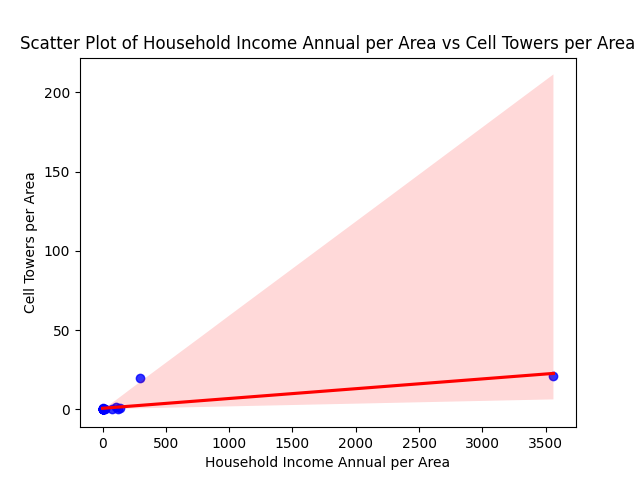 Scatter Plot of Household Income Annual per Area vs Cell Towers per Area
200
150
100
50
0
Cell Towers per Area
0 500 1000 1500 2000 2500 3000 3500
Household Income Annual per Area